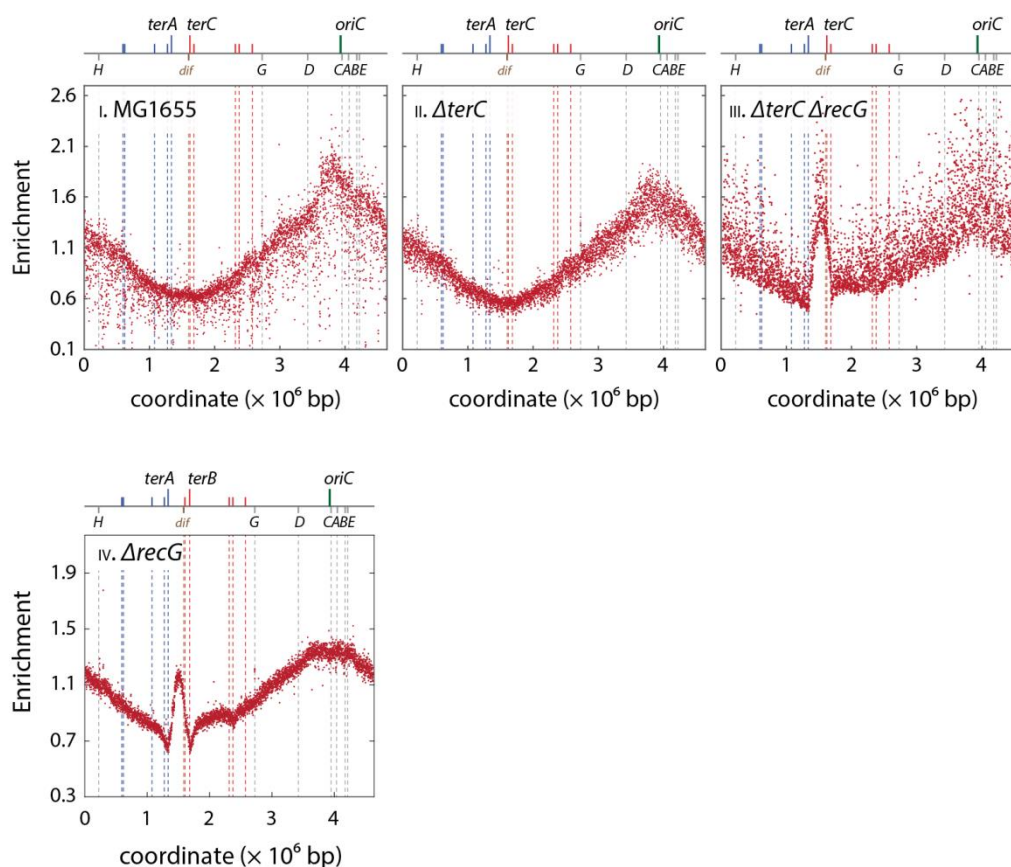 terA terC oriC
H dif G D CABE
I. MG1655
Enrichment
2.6
2.1
1.6
1.1
0.6
0.1
0 1 2 3 4
coordinate (× 10⁶ bp)
terA terC oriC
H dif G D CABE
II. ΔterC
0 1 2 3 4
coordinate (× 10⁶ bp)
terA terC oriC
H dif G D CABE
III. ΔterC ΔrecG
0 1 2 3 4
coordinate (× 10⁶ bp)
terA terB oriC
H dif G D CABE
IV. ΔrecG
Enrichment
1.9
1.5
1.1
0.7
0.3
0 1 2 3 4
coordinate (× 10⁶ bp)